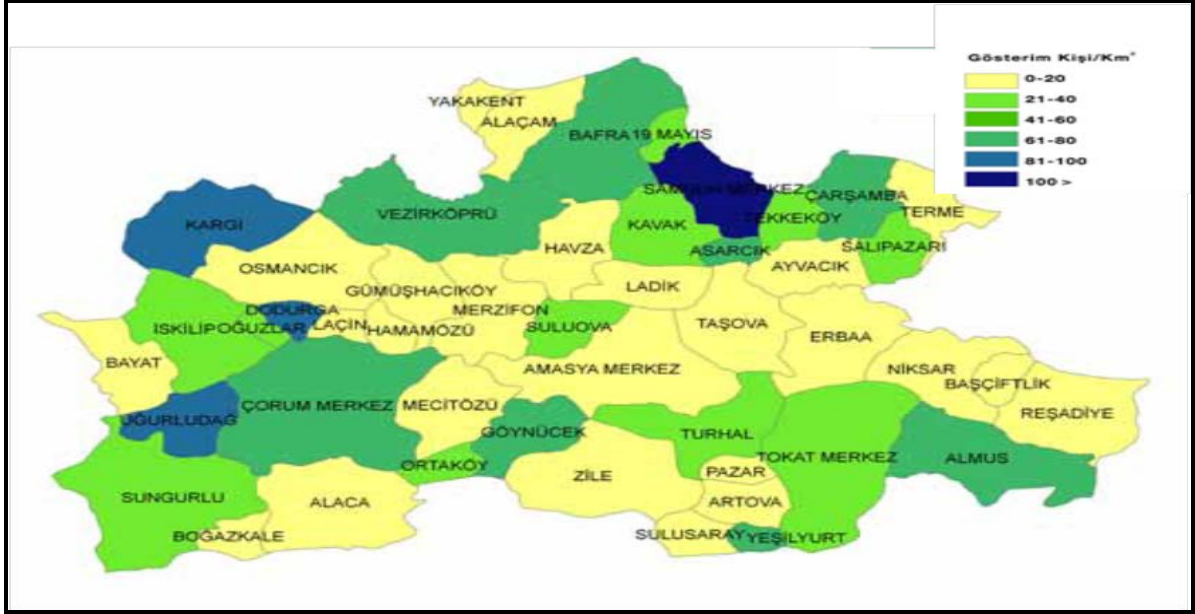 Gösterim Kişi/Km²
0-20
21-40
41-60
61-80
81-100
100 >
YAKAKENT
ALAÇAM
BAFRA
19 MAYIS
SAMSUN MERKEZ
ÇARŞAMBA
TERME
KARGI
VEZİRKÖPRÜ
KAVAK
TEKKEKÖY
HAVZA
ASARCIK
SALIPAZARI
OSMANCIK
AYVACIK
GÜMÜŞHACIKÖY
LADİK
DODURGA
MERZİFON
İSKİLİP
OĞUZLAR
LAÇİN
HAMAMÖZÜ
SULUOVA
TAŞOVA
ERBAA
BAYAT
AMASYA MERKEZ
NİKSAR
BAŞÇİFTLİK
UĞURLUDAĞ
ÇORUM MERKEZ
MECİTÖZÜ
REŞADİYE
GÖYNÜCEK
TURHAL
ORTAKÖY
TOKAT MERKEZ
ALMUS
ZİLE
PAZAR
SUNGURLU
ALACA
ARTOVA
BOĞAZKALE
SULUSARAY
YEŞİLYURT